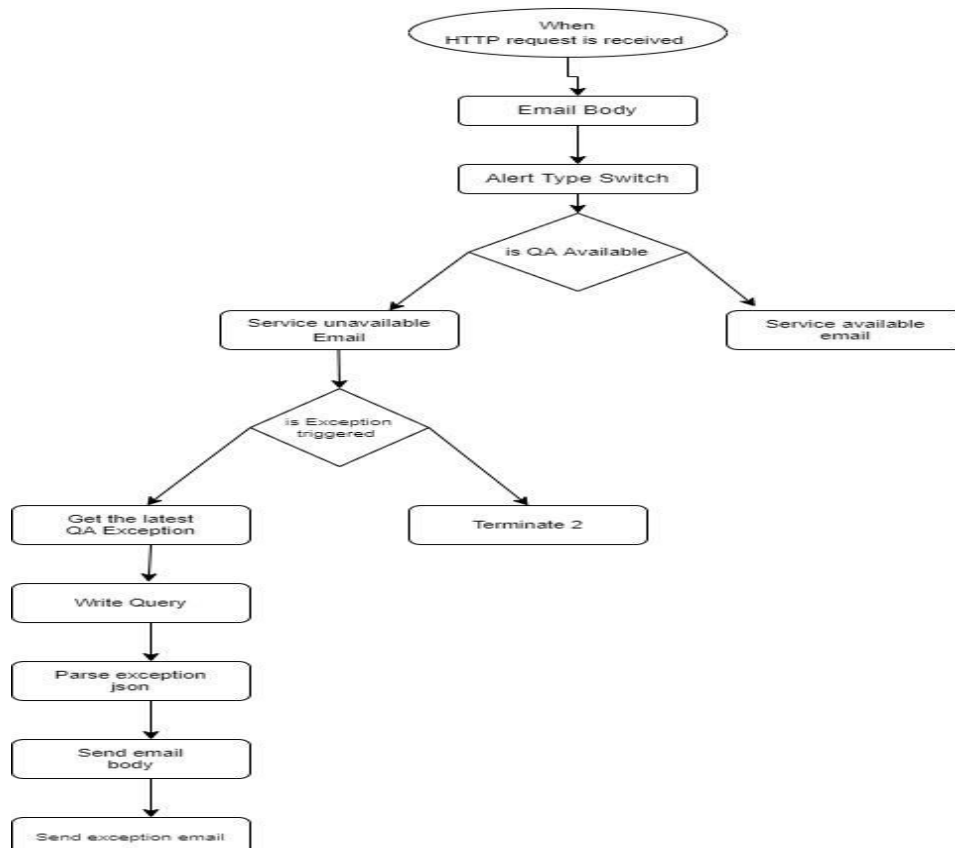 When
HTTP request is received
Email Body
Alert Type Switch
is QA Available
Service unavailable
Email
Service available
email
is Exception
triggered
Get the latest
QA Exception
Terminate 2
Write Query
Parse exception
json
Send email
body
Send exception email